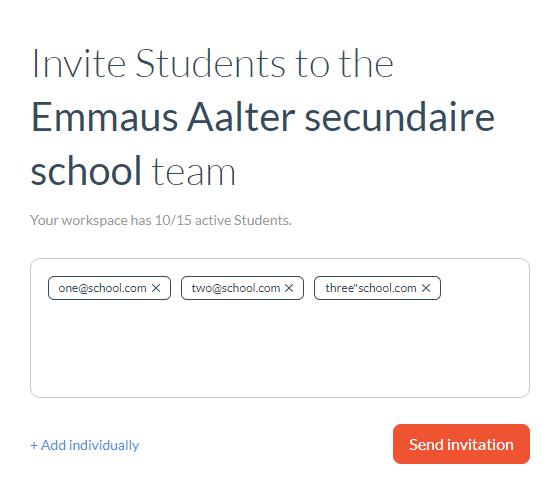 Invite Students to the
Emmaus Aalter secundaire
school team
Your workspace has 10/15 active Students.
one@school.com × two@school.com × three"school.com ×
+ Add individually Send invitation